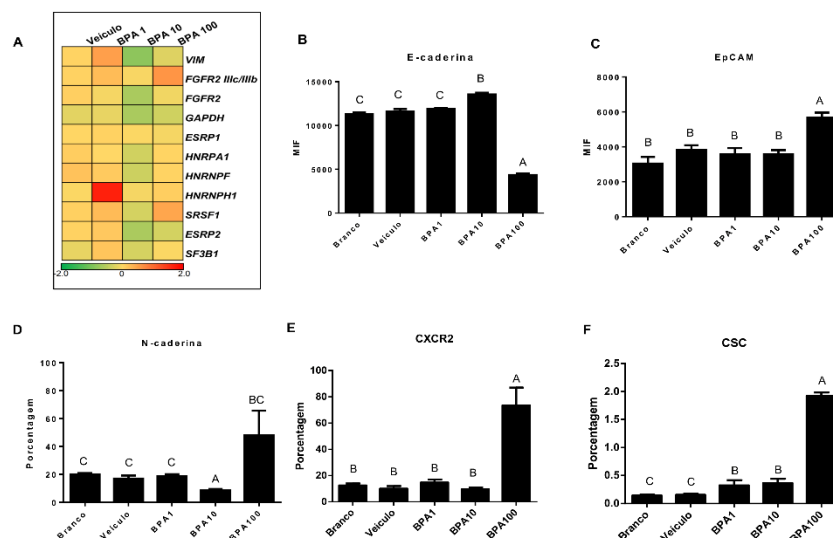 A
Veiculo
BPA 1
BPA 10
BPA 100
VIM
FGFR2 IIIc/IIIb
FGFR2
GAPDH
ESRP1
HNRPA1
HNRNPF
HNRNPH1
SRSF1
ESRP2
SF3B1
-2.0 0 2.0
B
E-caderina
MIF
15000
10000
5000
0
C C C B A
Branco Veiculo BPA1 BPA10 BPA100
C
EpCAM
MIF
8000
6000
4000
2000
0
B B B B A
Branco Veiculo BPA1 BPA10 BPA100
D
N-caderina
Porcentagem
100
80
60
40
20
0
C C C A BC
Branco Veiculo BPA1 BPA10 BPA100
E
CXCR2
Porcentagem
100
80
60
40
20
0
B B B B A
Branco Veiculo BPA1 BPA10 BPA100
F
CSC
Porcentagem
2.5
2.0
1.5
1.0
0.5
0.0
C C B B A
Branco Veiculo BPA1 BPA10 BPA100